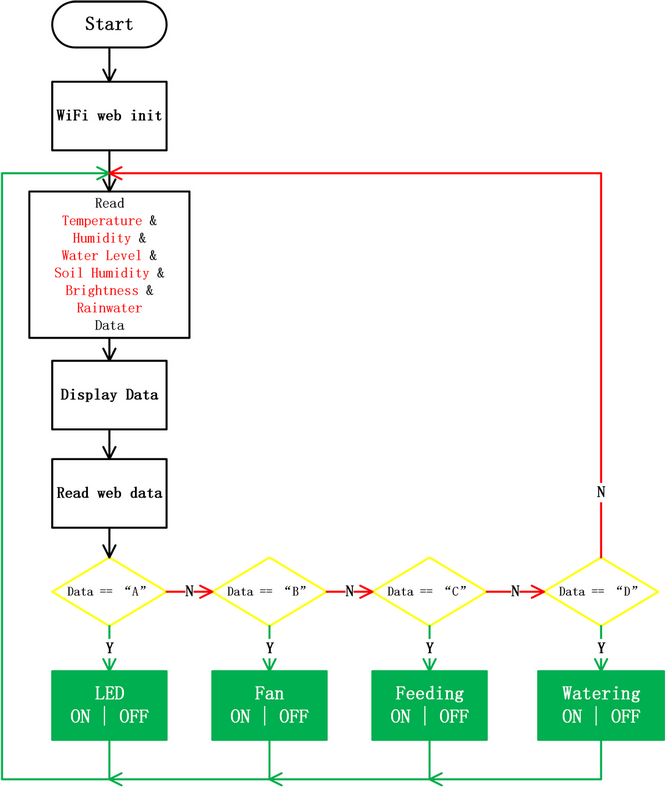 Start
WiFi web init
Read
Temperature &
Humidity &
Water Level &
Soil Humidity &
Brightness &
Rainwater
Data
Display Data
Read web data
N
Data == “A”
N
Data == “B”
N
Data == “C”
N
Data == “D”
Y
Y
Y
Y
LED
ON | OFF
Fan
ON | OFF
Feeding
ON | OFF
Watering
ON | OFF